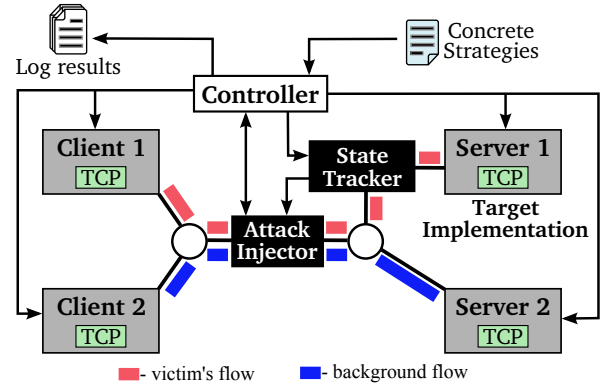 Log results
Concrete
Strategies
Controller
Client 1
TCP
State
Tracker
Server 1
TCP
Target
Implementation
Attack
Injector
Client 2
TCP
Server 2
TCP
- victim's flow
- background flow